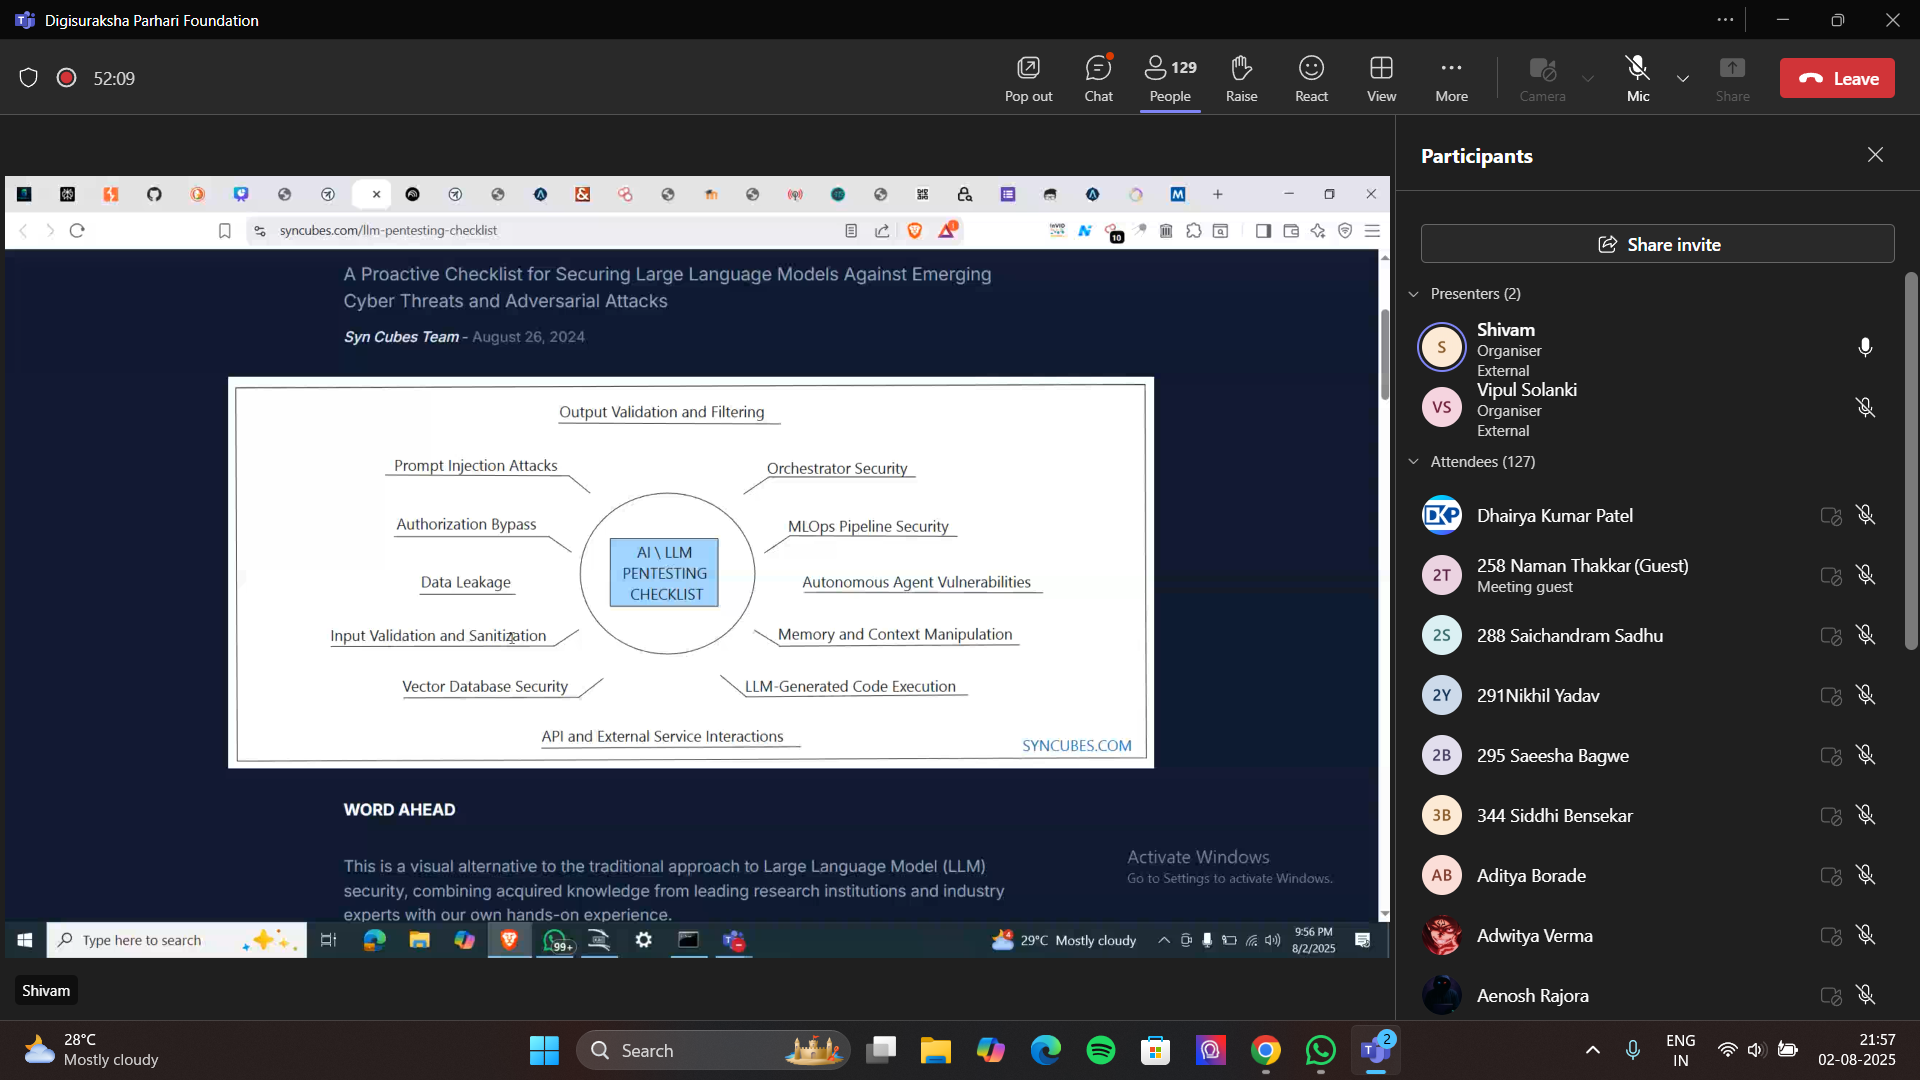 Digisuraksha Parhari Foundation
52:09
Pop out
Chat
129
People
Raise
React
View
More
Camera
Mic
Share
Leave
syncubes.com/llm-pentesting-checklist
10
A Proactive Checklist for Securing Large Language Models Against Emerging
Cyber Threats and Adversarial Attacks
Syn Cubes Team - August 26, 2024
Output Validation and Filtering
Prompt Injection Attacks
Orchestrator Security
Authorization Bypass
MLOps Pipeline Security
AI \ LLM
PENTESTING
CHECKLIST
Data Leakage
Autonomous Agent Vulnerabilities
Input Validation and Sanitization
Memory and Context Manipulation
Vector Database Security
LLM-Generated Code Execution
API and External Service Interactions
SYNCUBES.COM
WORD AHEAD
This is a visual alternative to the traditional approach to Large Language Model (LLM)
security, combining acquired knowledge from leading research institutions and industry
experts with our own hands-on experience.
Activate Windows
Go to Settings to activate Windows.
Type here to search
99+
29°C Mostly cloudy
9:56 PM
8/2/2025
Shivam
Participants
Share invite
Presenters (2)
S
Shivam
Organiser
External
VS
Vipul Solanki
Organiser
External
Attendees (127)
DKP
Dhairya Kumar Patel
2T
258 Naman Thakkar (Guest)
Meeting guest
2S
288 Saichandram Sadhu
2Y
291Nikhil Yadav
2B
295 Saeesha Bagwe
3B
344 Siddhi Bensekar
AB
Aditya Borade
Adwitya Verma
Aenosh Rajora
28°C
Mostly cloudy
Search
2
ENG
IN
21:57
02-08-2025